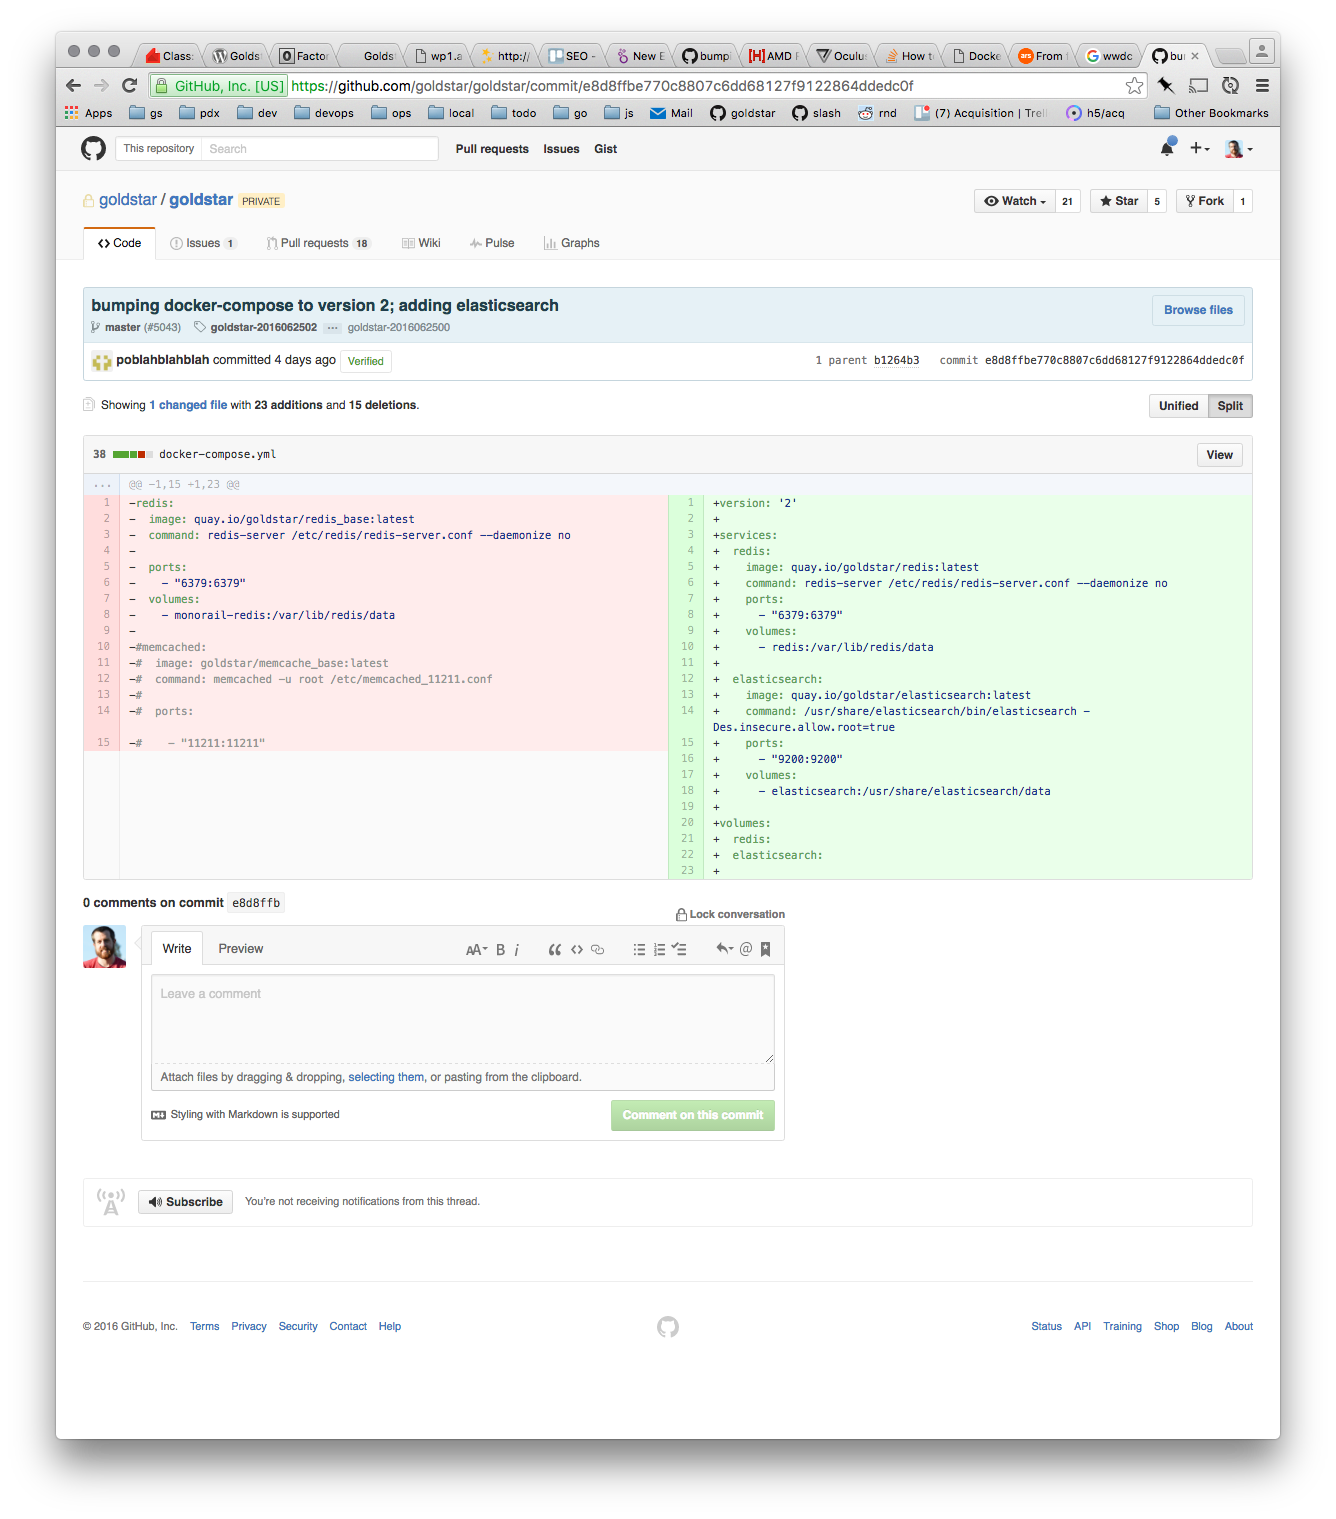 Class: Golds Factor Golds wp1.a http:/ SEO - New E bump AMD F Oculu How to Docke From wwdc bu
GitHub, Inc. [US] https://github.com/goldstar/goldstar/commit/e8d8ffbe770c8807c6dd68127f9122864ddedc0f
Apps gs pdx dev devops ops local todo go js Mail goldstar slash rnd (7) Acquisition | Trell h5/acq Other Bookmarks
This repository Search Pull requests Issues Gist
goldstar / goldstar PRIVATE Watch 21 Star 5 Fork 1
Code Issues 1 Pull requests 18 Wiki Pulse Graphs
bumping docker-compose to version 2; adding elasticsearch
Browse files
master (#5043) goldstar-2016062502 ... goldstar-2016062500
poblahblahblah committed 4 days ago Verified 1 parent b1264b3 commit e8d8ffbe770c8807c6dd68127f9122864ddedc0f
Showing 1 changed file with 23 additions and 15 deletions. Unified Split
38 docker-compose.yml View
... @@ -1,15 +1,23 @@
1 -redis:
2 -  image: quay.io/goldstar/redis_base:latest
3 -  command: redis-server /etc/redis/redis-server.conf --daemonize no
4 -
5 -  ports:
6 -    - "6379:6379"
7 -  volumes:
8 -    - monorail-redis:/var/lib/redis/data
9 -
10 -#memcached:
11 -#  image: goldstar/memcache_base:latest
12 -#  command: memcached -u root /etc/memcached_11211.conf
13 -#
14 -#  ports:
15 -#    - "11211:11211"
1 +version: '2'
2 +
3 +services:
4 +  redis:
5 +    image: quay.io/goldstar/redis:latest
6 +    command: redis-server /etc/redis/redis-server.conf --daemonize no
7 +    ports:
8 +      - "6379:6379"
9 +    volumes:
10 +      - redis:/var/lib/redis/data
11 +
12 +  elasticsearch:
13 +    image: quay.io/goldstar/elasticsearch:latest
14 +    command: /usr/share/elasticsearch/bin/elasticsearch -
Des.insecure.allow.root=true
15 +    ports:
16 +      - "9200:9200"
17 +    volumes:
18 +      - elasticsearch:/usr/share/elasticsearch/data
19 +
20 +volumes:
21 +  redis:
22 +  elasticsearch:
23 +
0 comments on commit e8d8ffb
Lock conversation
Write Preview AA B i
Leave a comment
Attach files by dragging & dropping, selecting them, or pasting from the clipboard.
Styling with Markdown is supported Comment on this commit
Subscribe You're not receiving notifications from this thread.
© 2016 GitHub, Inc. Terms Privacy Security Contact Help Status API Training Shop Blog About